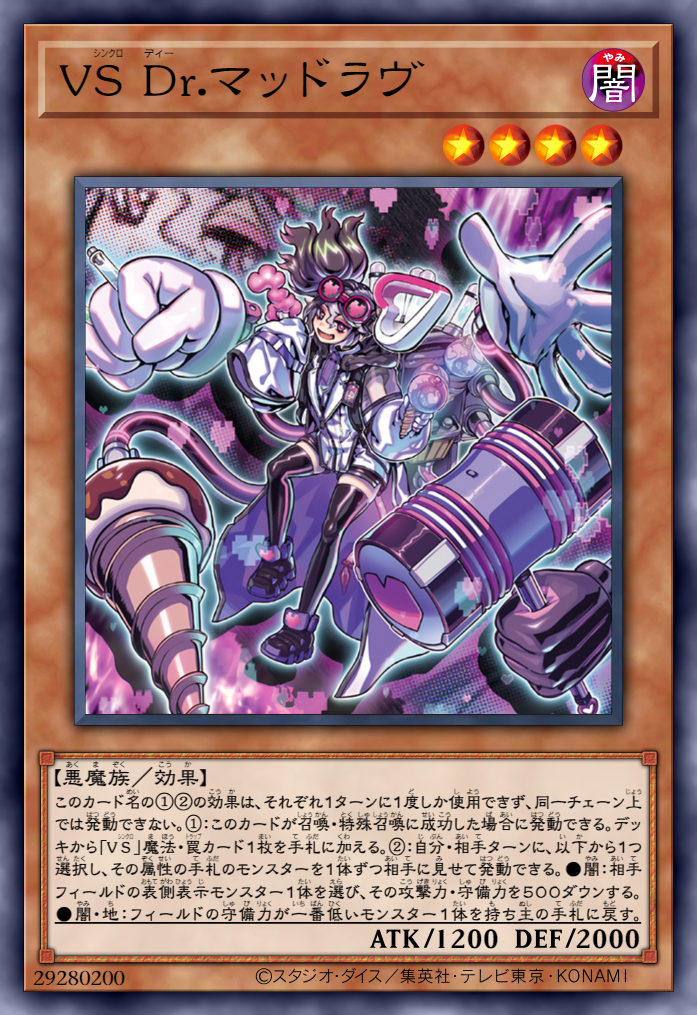 VS Dr.マッドラヴ
闇
【悪魔族／効果】
このカード名の①②の効果は、それぞれ1ターンに1度しか使用できず、同一チェーン上
では発動できない。①：このカードが召喚・特殊召喚に成功した場合に発動できる。デッ
キから「VS」魔法・罠カード1枚を手札に加える。②：自分・相手ターンに、以下から1つ
選択し、その属性の手札のモンスターを1体ずつ相手に見せて発動できる。●闇：相手
フィールドの表側表示モンスター1体を選び、その攻撃力・守備力を500ダウンする。
●闇・地：フィールドの守備力が一番低いモンスター1体を持ち主の手札に戻す。
ATK/1200 DEF/2000
29280200 ©スタジオ・ダイス／集英社・テレビ東京・KONAMI